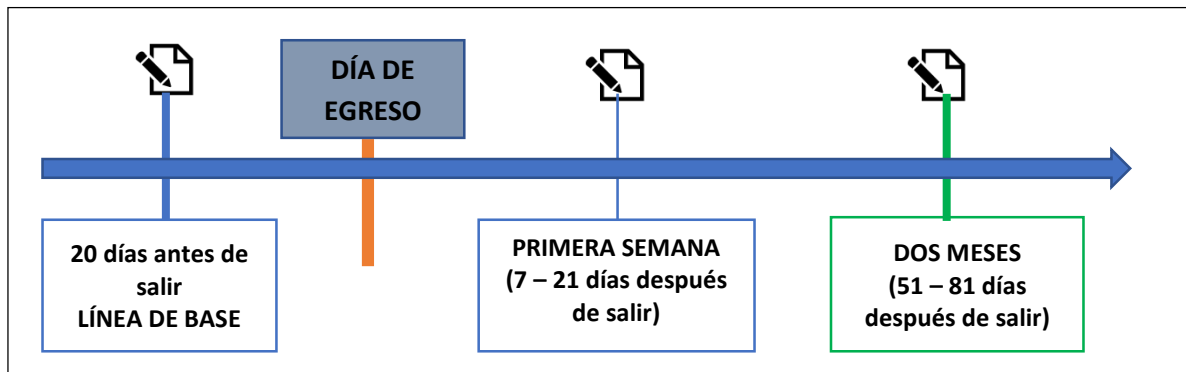 DÍA DE
EGRESO
20 días antes de
salir
LÍNEA DE BASE
PRIMERA SEMANA
(7 – 21 días después
de salir)
DOS MESES
(51 – 81 días
después de salir)